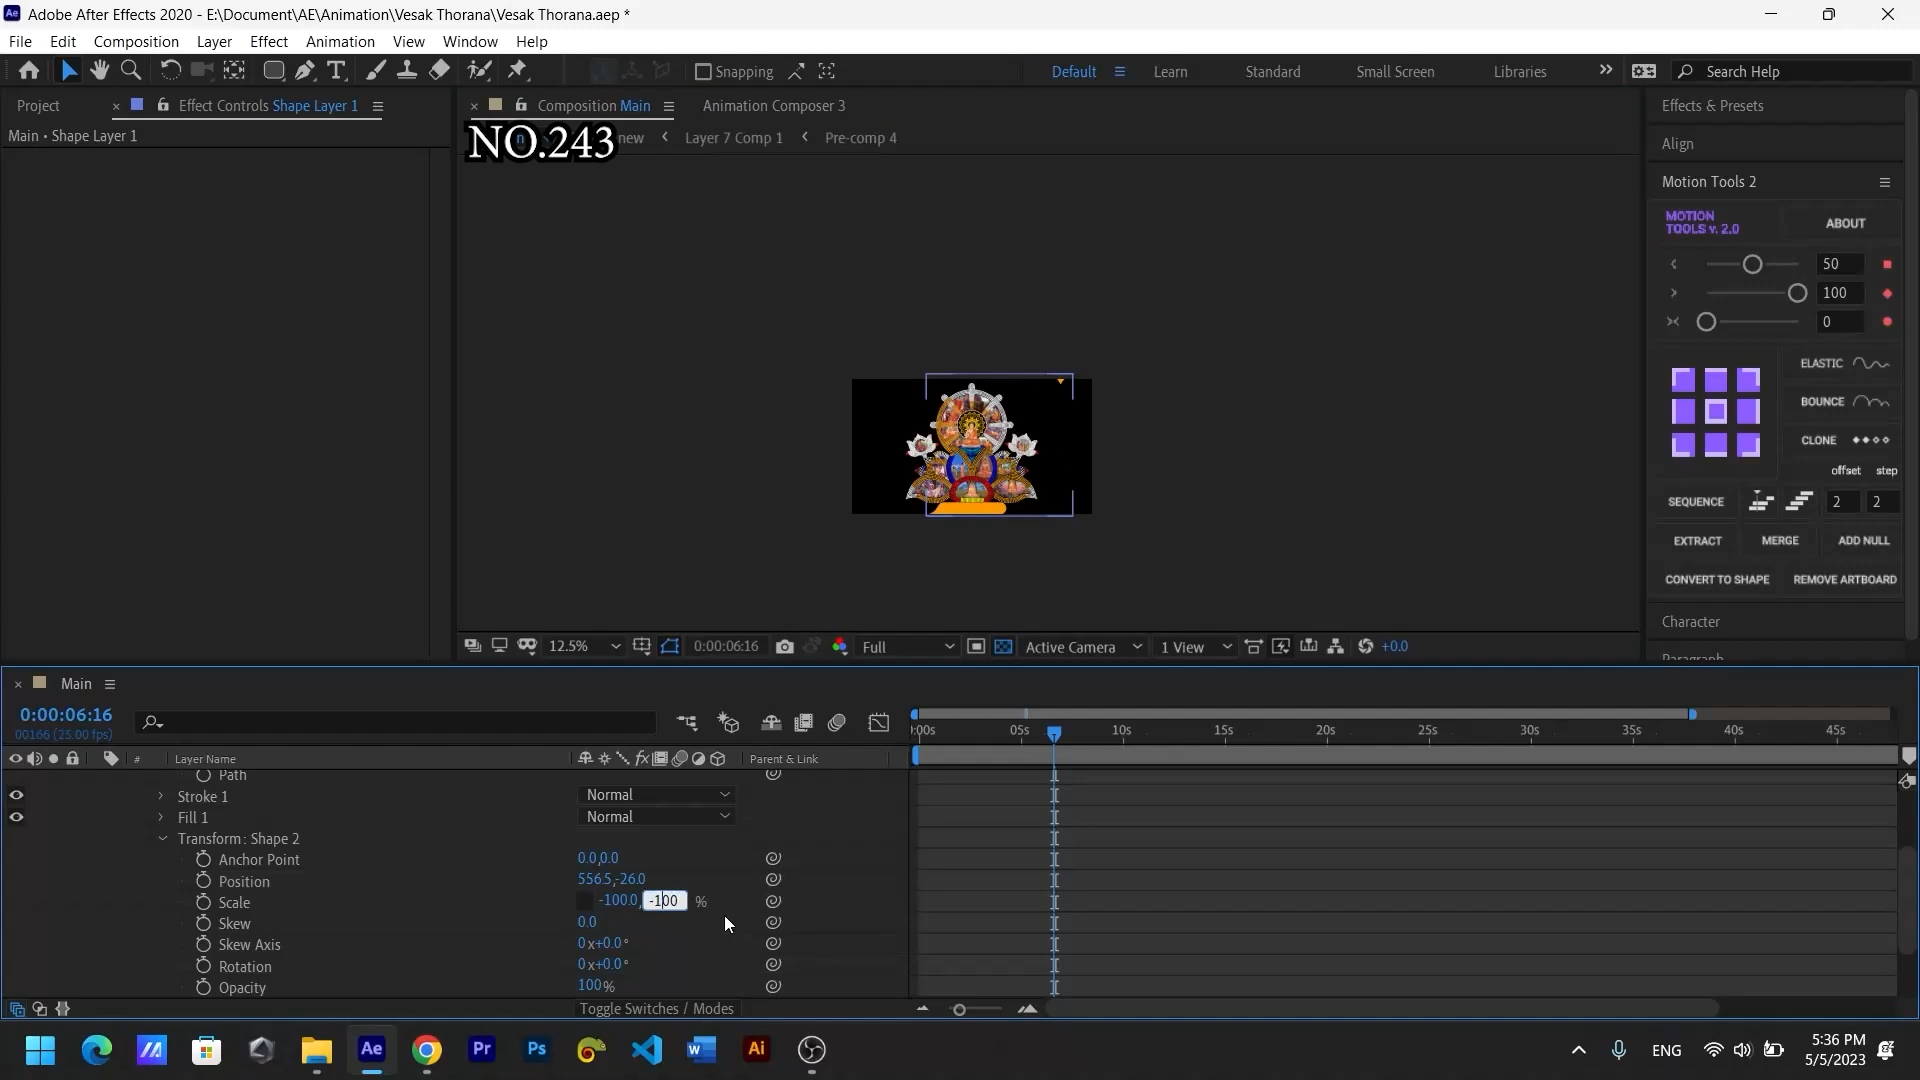 Ae Adobe After Effects 2020 - E:\Document\AE\Animation\Vesak Thorana\Vesak Thorana.aep *
File Edit Composition Layer Effect Animation View Window Help
Snapping Default Learn Standard Small Screen Libraries Search Help
Project Effect Controls Shape Layer 1 Composition Main Animation Composer 3 Effects & Presets
Main • Shape Layer 1
NO.243 new Layer 7 Comp 1 Pre-comp 4
Align
Motion Tools 2
MOTION TOOLS v. 2.0 ABOUT
50
100
0
ELASTIC
BOUNCE
CLONE
offset step
SEQUENCE 2 2
EXTRACT MERGE ADD NULL
CONVERT TO SHAPE REMOVE ARTBOARD
Character
Paragraph
12.5% 0:00:06:16 Full Active Camera 1 View +0.0
Main
0:00:06:16
00166 (25.00 fps)
:00s 05s 10s 15s 20s 25s 30s 35s 40s 45s
# Layer Name Parent & Link
Path
Stroke 1 Normal
Fill 1 Normal
Transform: Shape 2
Anchor Point 0.0,0.0
Position 556.5,-26.0
Scale -100.0, -100 %
Skew 0.0
Skew Axis 0x+0.0°
Rotation 0x+0.0°
Opacity 100%
Toggle Switches / Modes
Ae Pr Ps W Ai ENG 5:36 PM
5/5/2023